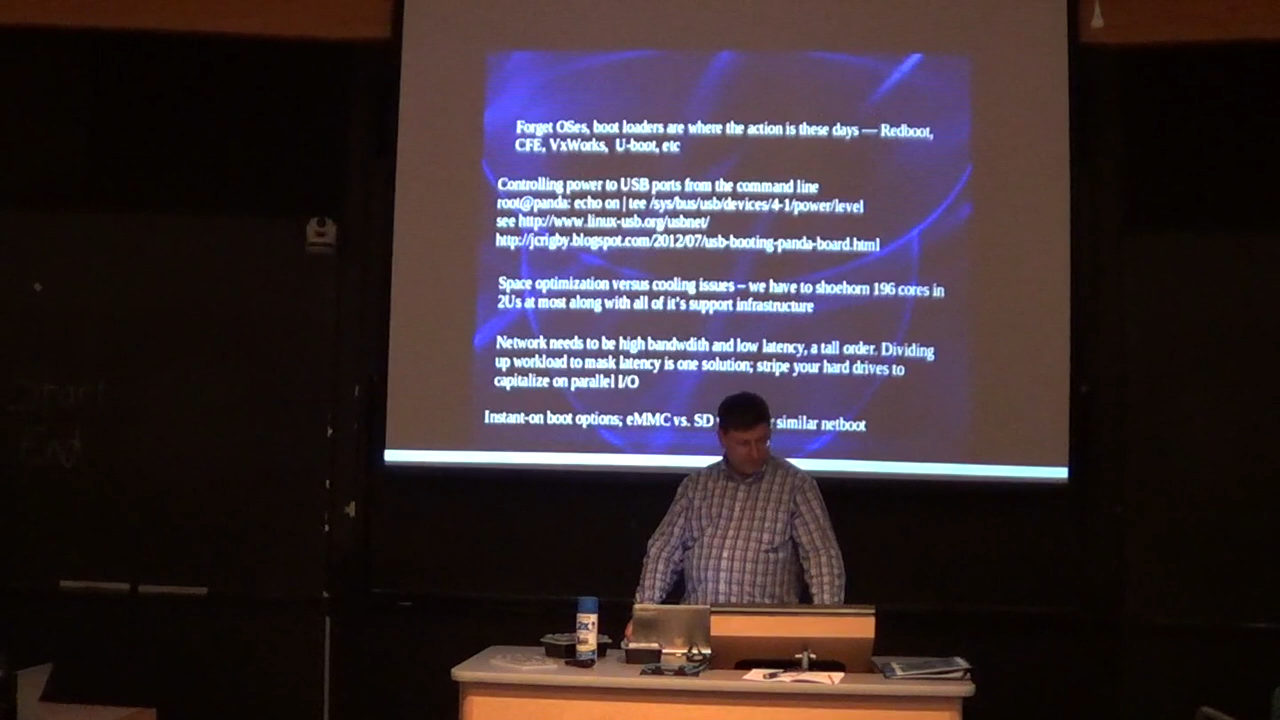 Forget OSes, boot loaders are where the action is these days — Redboot,
CFE, VxWorks, U-boot, etc
Controlling power to USB ports from the command line
root@panda: echo on | tee /sys/bus/usb/devices/4-1/power/level
see http://www.linux-usb.org/usbnet/
http://jcrigby.blogspot.com/2012/07/usb-booting-panda-board.html
Space optimization versus cooling issues – we have to shoehorn 196 cores in
2Us at most along with all of it's support infrastructure
Network needs to be high bandwdith and low latency, a tall order. Dividing
up workload to mask latency is one solution; stripe your hard drives to
capitalize on parallel I/O
Instant-on boot options; eMMC vs. SD similar netboot
2X